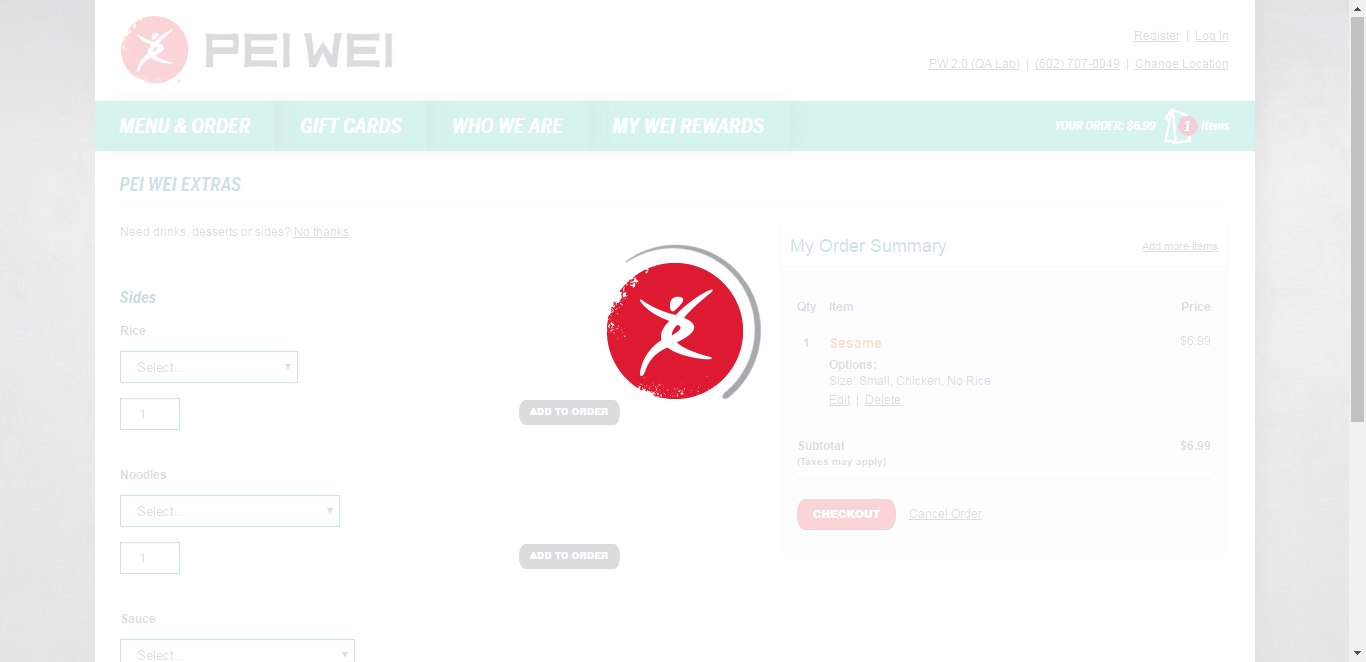 PEI WEI
Register | Log In
PW 2.0 (QA Lab) | (602) 707-0049 | Change Location
MENU & ORDER GIFT CARDS WHO WE ARE MY WEI REWARDS YOUR ORDER: $6.99 1 items
PEI WEI EXTRAS
Need drinks, desserts or sides? No thanks
Sides
Rice
Select...
1
ADD TO ORDER
Noodles
Select...
1
ADD TO ORDER
Sauce
Select...
My Order Summary Add more items
Qty Item Price
1 Sesame $6.99
Options:
Size: Small, Chicken, No Rice
Edit | Delete
Subtotal $6.99
(Taxes may apply)
CHECKOUT Cancel Order